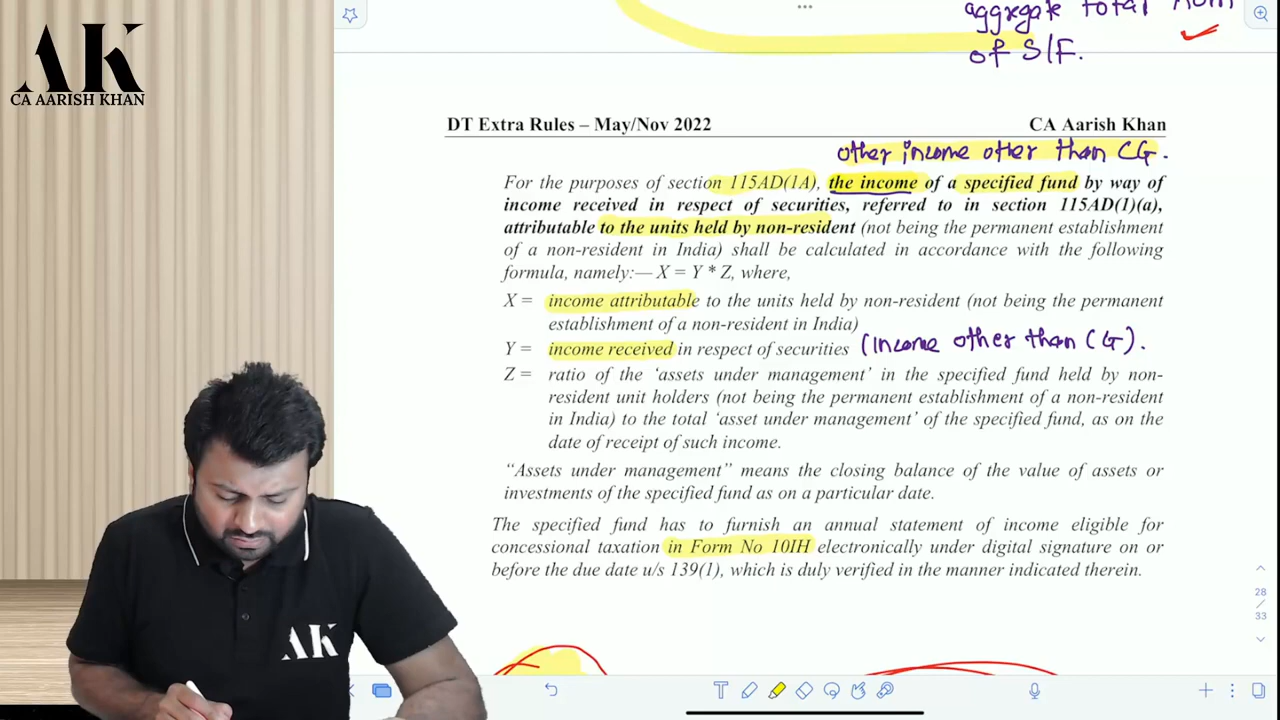 aggregate total
of S/F.
AK
CA AARISH KHAN
DT Extra Rules – May/Nov 2022 CA Aarish Khan
other income other than CG.
For the purposes of section 115AD(1A), the income of a specified fund by way of
income received in respect of securities, referred to in section 115AD(1)(a),
attributable to the units held by non-resident (not being the permanent establishment
of a non-resident in India) shall be calculated in accordance with the following
formula, namely:— X = Y * Z, where,
X = income attributable to the units held by non-resident (not being the permanent
establishment of a non-resident in India)
Y = income received in respect of securities (income other than CG).
Z = ratio of the ‘assets under management’ in the specified fund held by non-
resident unit holders (not being the permanent establishment of a non-resident
in India) to the total ‘asset under management’ of the specified fund, as on the
date of receipt of such income.
“Assets under management” means the closing balance of the value of assets or
investments of the specified fund as on a particular date.
The specified fund has to furnish an annual statement of income eligible for
concessional taxation in Form No 10IH electronically under digital signature on or
before the due date u/s 139(1), which is duly verified in the manner indicated therein.
28
/
33
AK
T